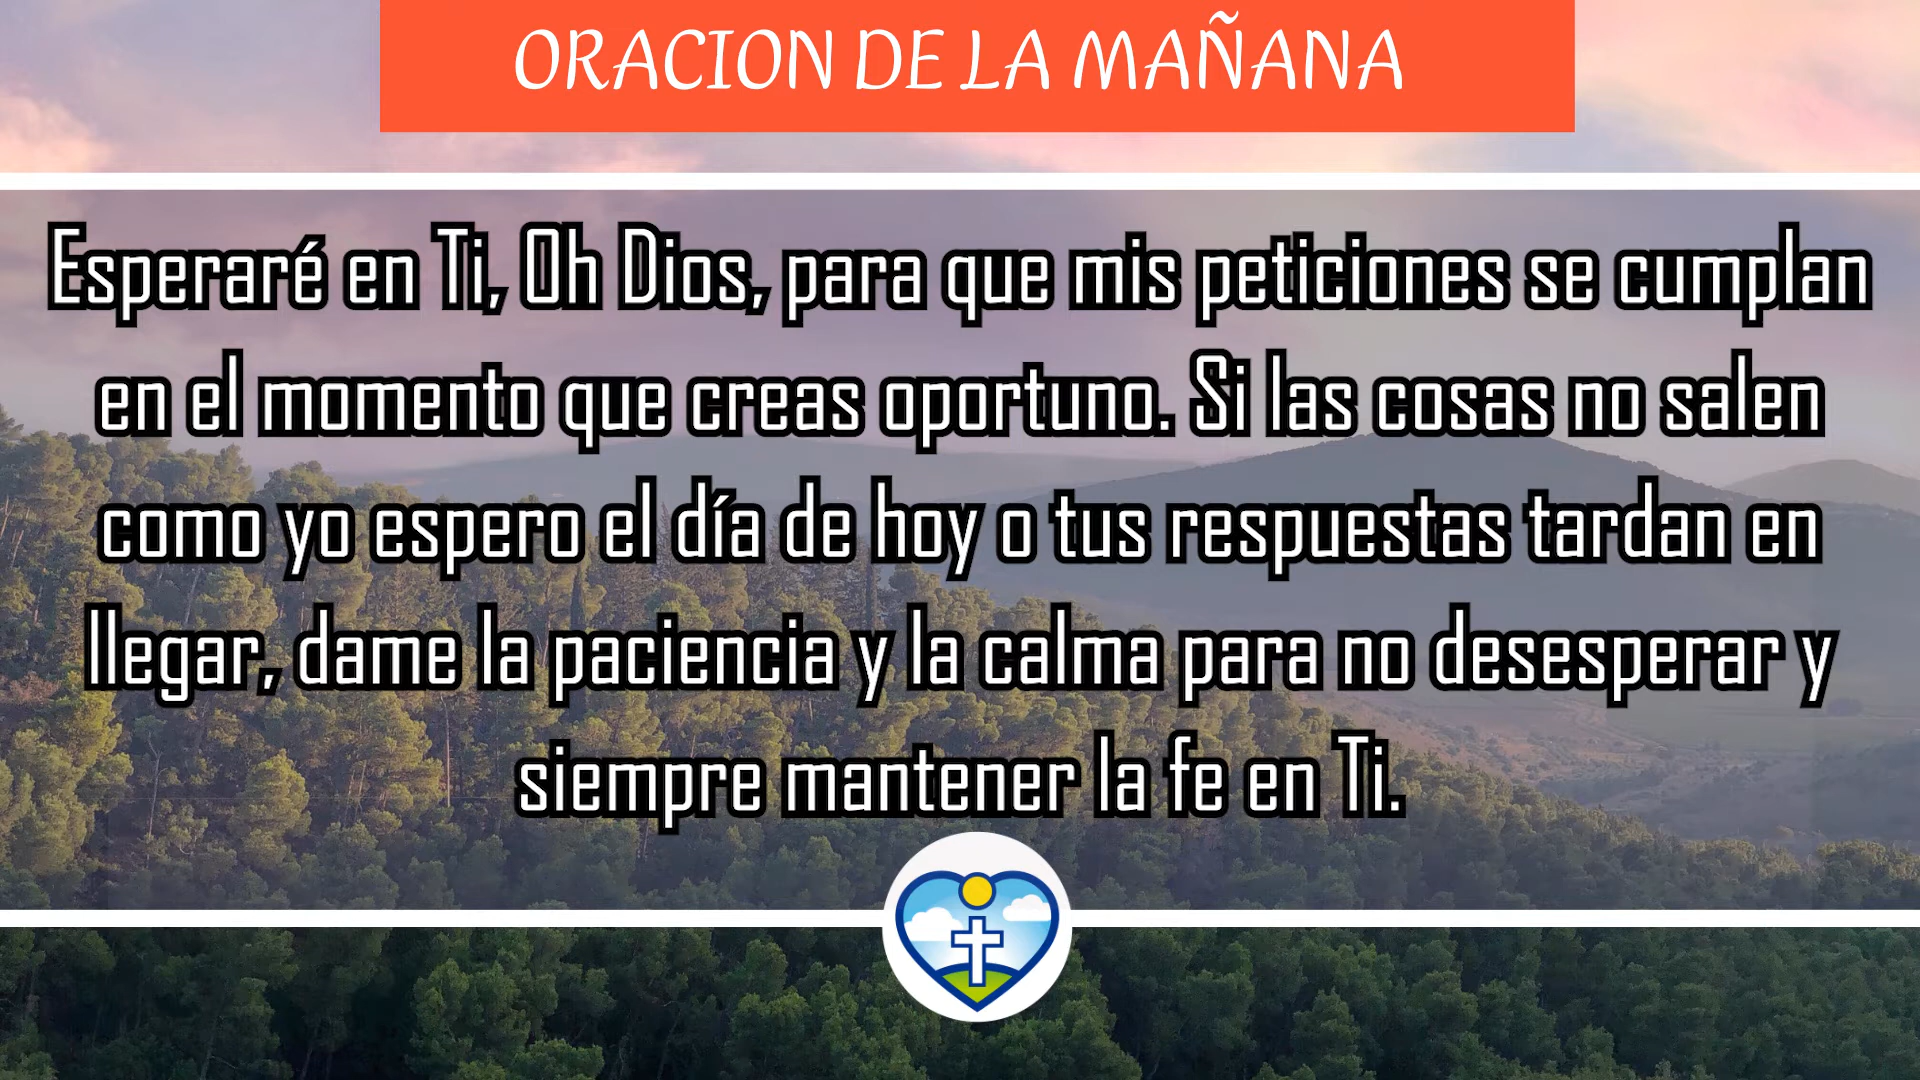 ORACION DE LA MAÑANA
Esperaré en Ti, Oh Dios, para que mis peticiones se cumplan
en el momento que creas oportuno. Si las cosas no salen
como yo espero el día de hoy o tus respuestas tardan en
llegar, dame la paciencia y la calma para no desesperar y
siempre mantener la fe en Ti.